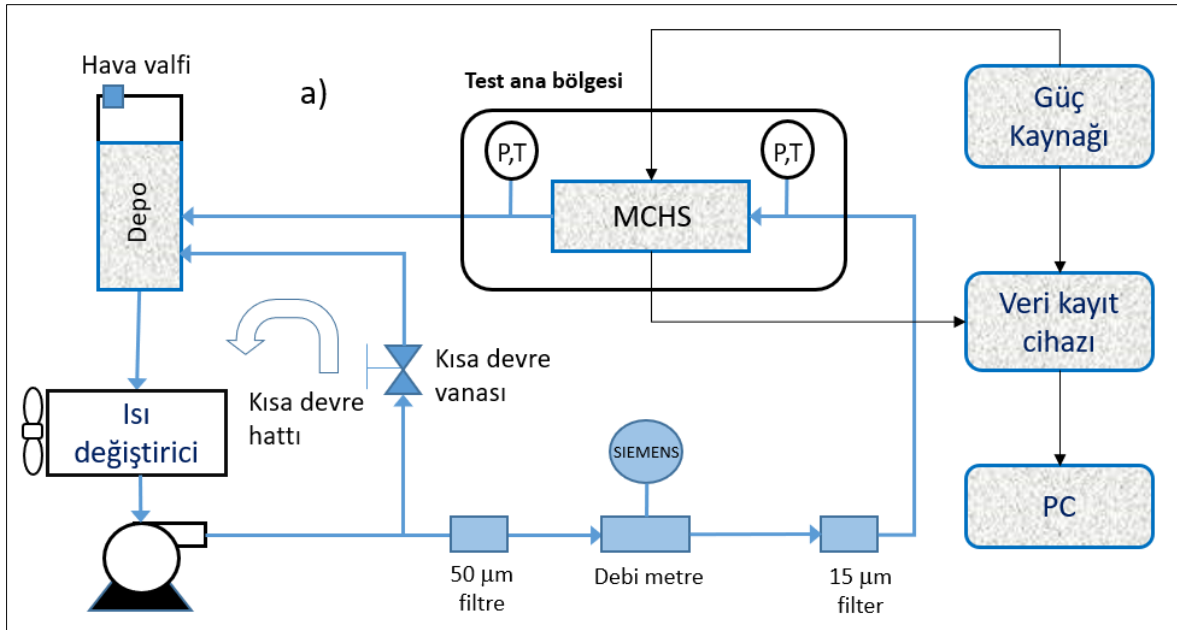 Hava valfi
a)
Test ana bölgesi
Güç
Kaynağı
P,T
P,T
Depo
MCHS
Veri kayıt
cihazı
Kısa devre
vanası
Kısa devre
hattı
Isı
değiştirici
SIEMENS
PC
50 µm
filtre
Debi metre
15 µm
filter